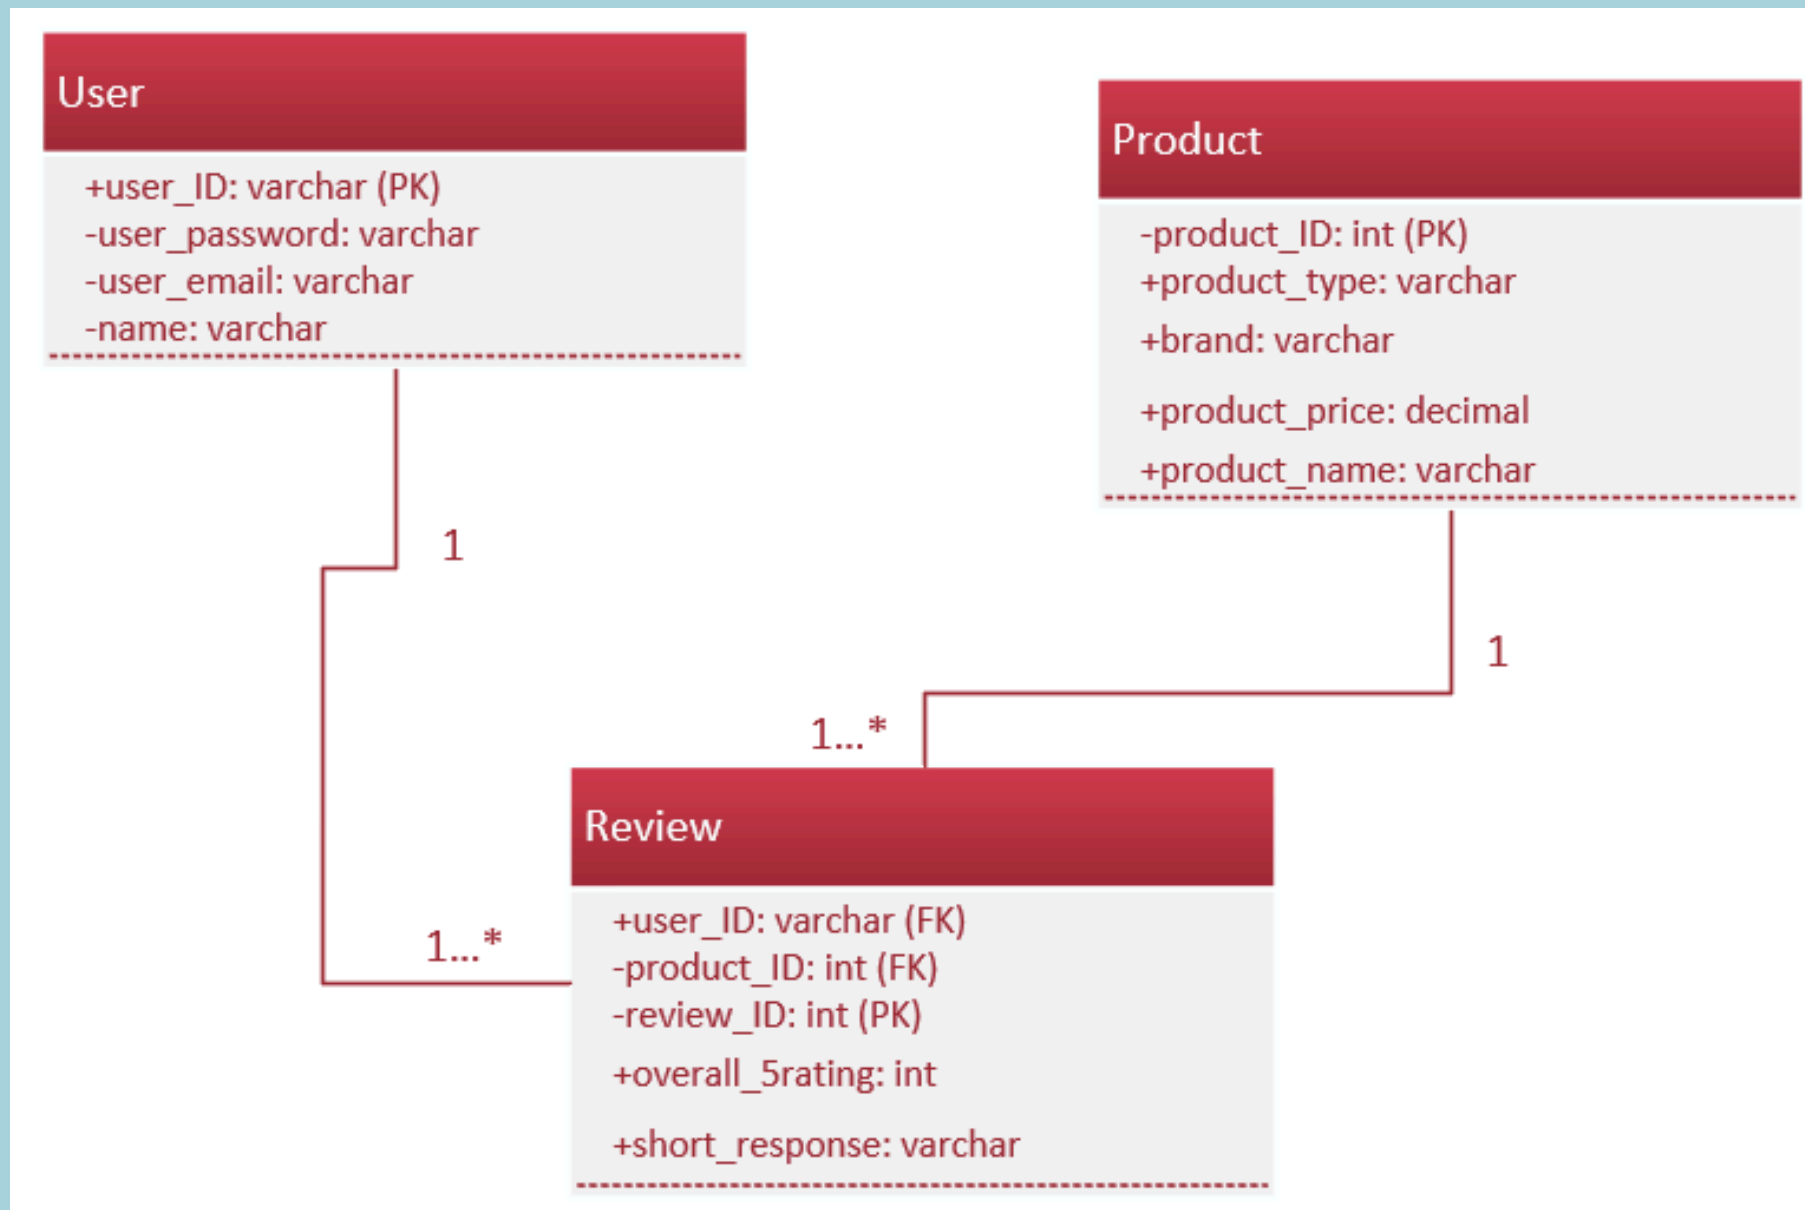 User
+user_ID: varchar (PK)
-user_password: varchar
-user_email: varchar
-name: varchar
Product
-product_ID: int (PK)
+product_type: varchar
+brand: varchar
+product_price: decimal
+product_name: varchar
1
1
1...*
1...*
Review
+user_ID: varchar (FK)
-product_ID: int (FK)
-review_ID: int (PK)
+overall_5rating: int
+short_response: varchar